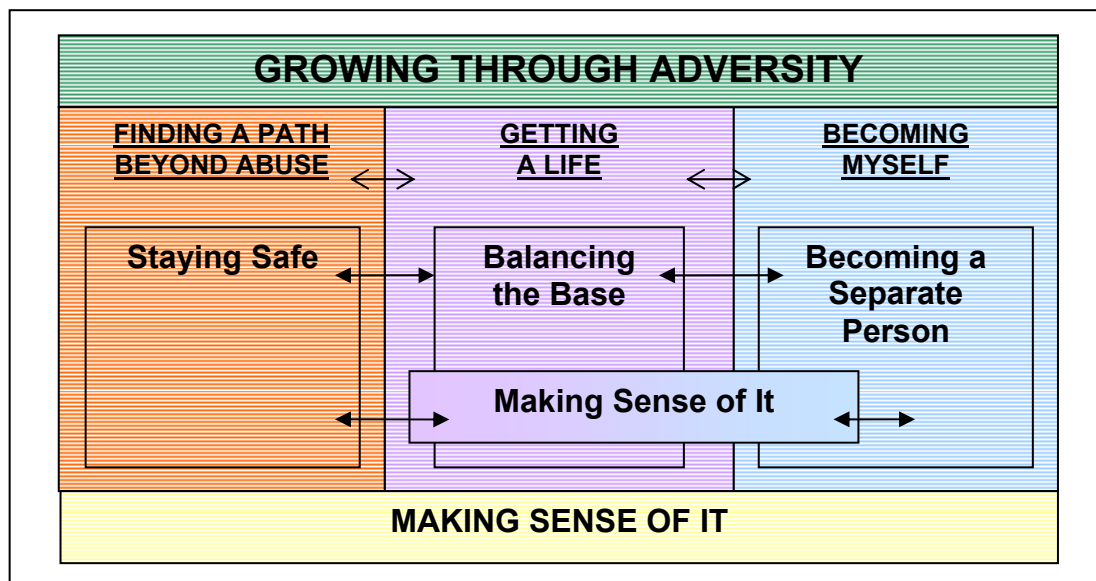 GROWING THROUGH ADVERSITY
FINDING A PATH
BEYOND ABUSE
GETTING
A LIFE
BECOMING
MYSELF
Staying Safe
Balancing
the Base
Becoming a
Separate
Person
Making Sense of It
MAKING SENSE OF IT